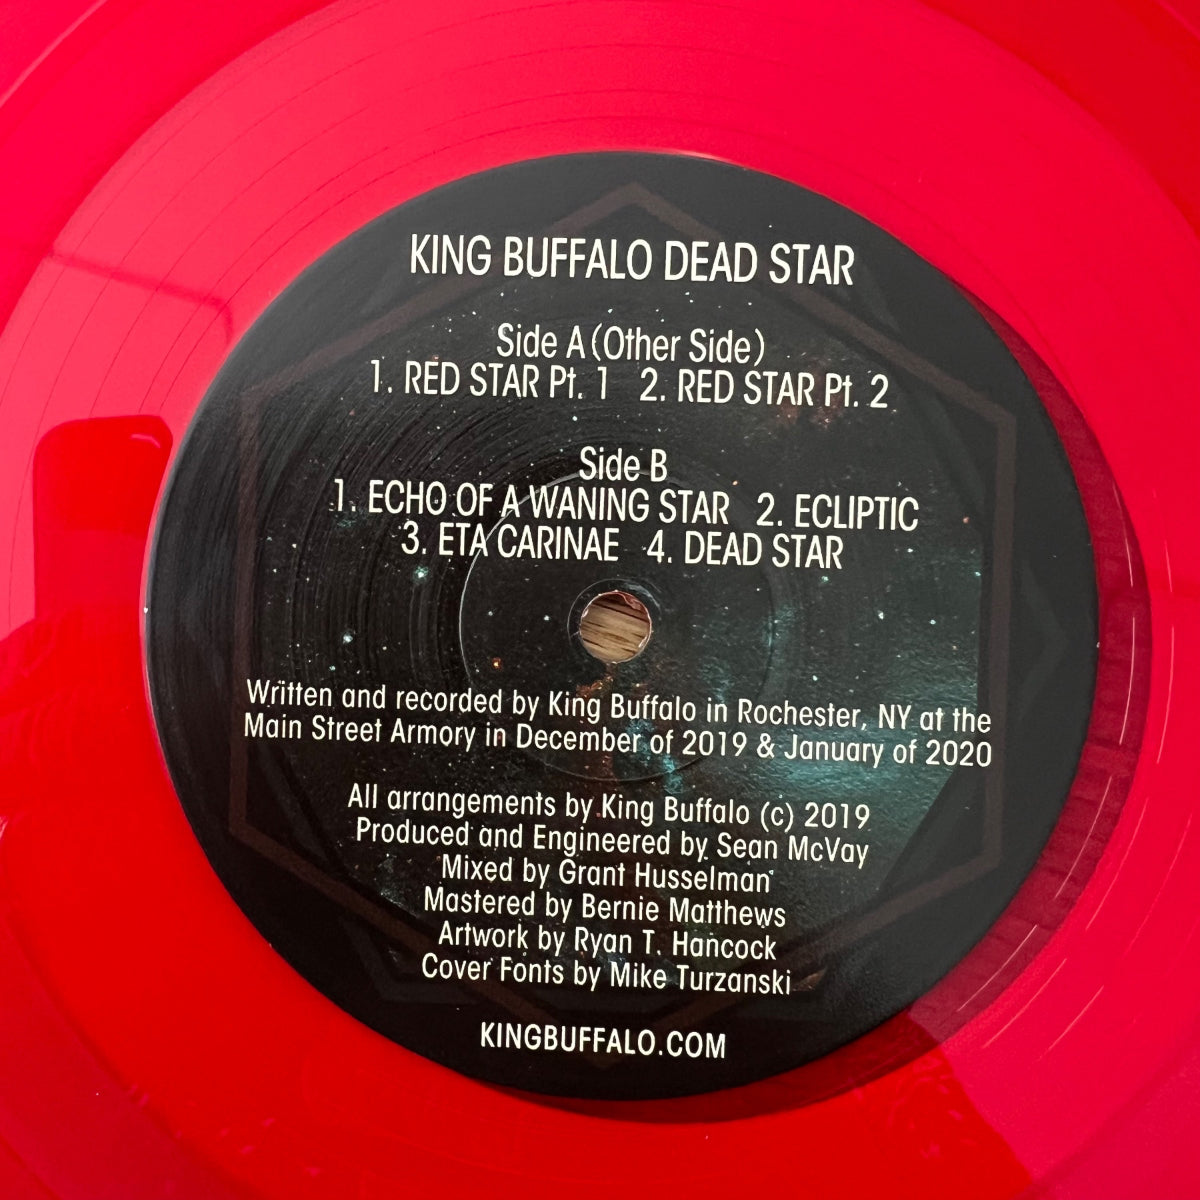 KING BUFFALO DEAD STAR
Side A (Other Side)
1. RED STAR Pt. 1 2. RED STAR Pt. 2
Side B
1. ECHO OF A WANING STAR 2. ECLIPTIC
3. ETA CARINAE 4. DEAD STAR
Written and recorded by King Buffalo in Rochester, NY at the
Main Street Armory in December of 2019 & January of 2020
All arrangements by King Buffalo (c) 2019
Produced and Engineered by Sean McVay
Mixed by Grant Husselman
Mastered by Bernie Matthews
Artwork by Ryan T. Hancock
Cover Fonts by Mike Turzanski
KINGBUFFALO.COM